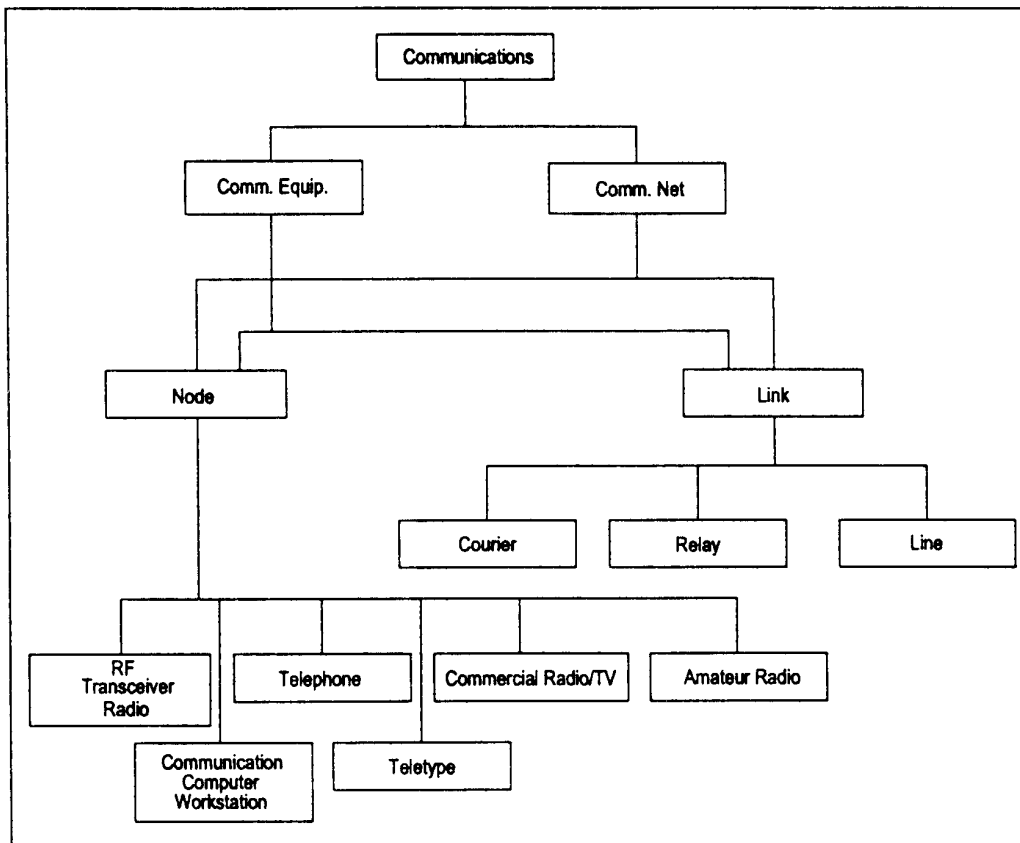 Communications
Comm. Equip.
Comm. Net
Node
Link
Courier
Relay
Line
RF
Transceiver
Radio
Telephone
Commercial Radio/TV
Amateur Radio
Communication
Computer
Workstation
Teletype